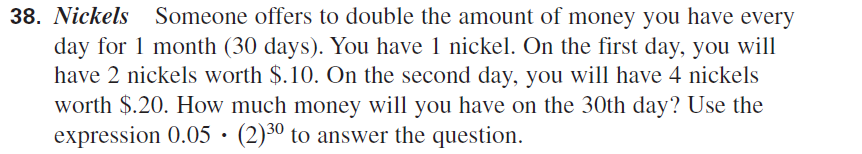 38. Nickels Someone offers to double the amount of money you have every
day for 1 month (30 days). You have 1 nickel. On the first day, you will
have 2 nickels worth $.10. On the second day, you will have 4 nickels
worth $.20. How much money will you have on the 30th day? Use the
expression 0.05 · (2)³⁰ to answer the question.